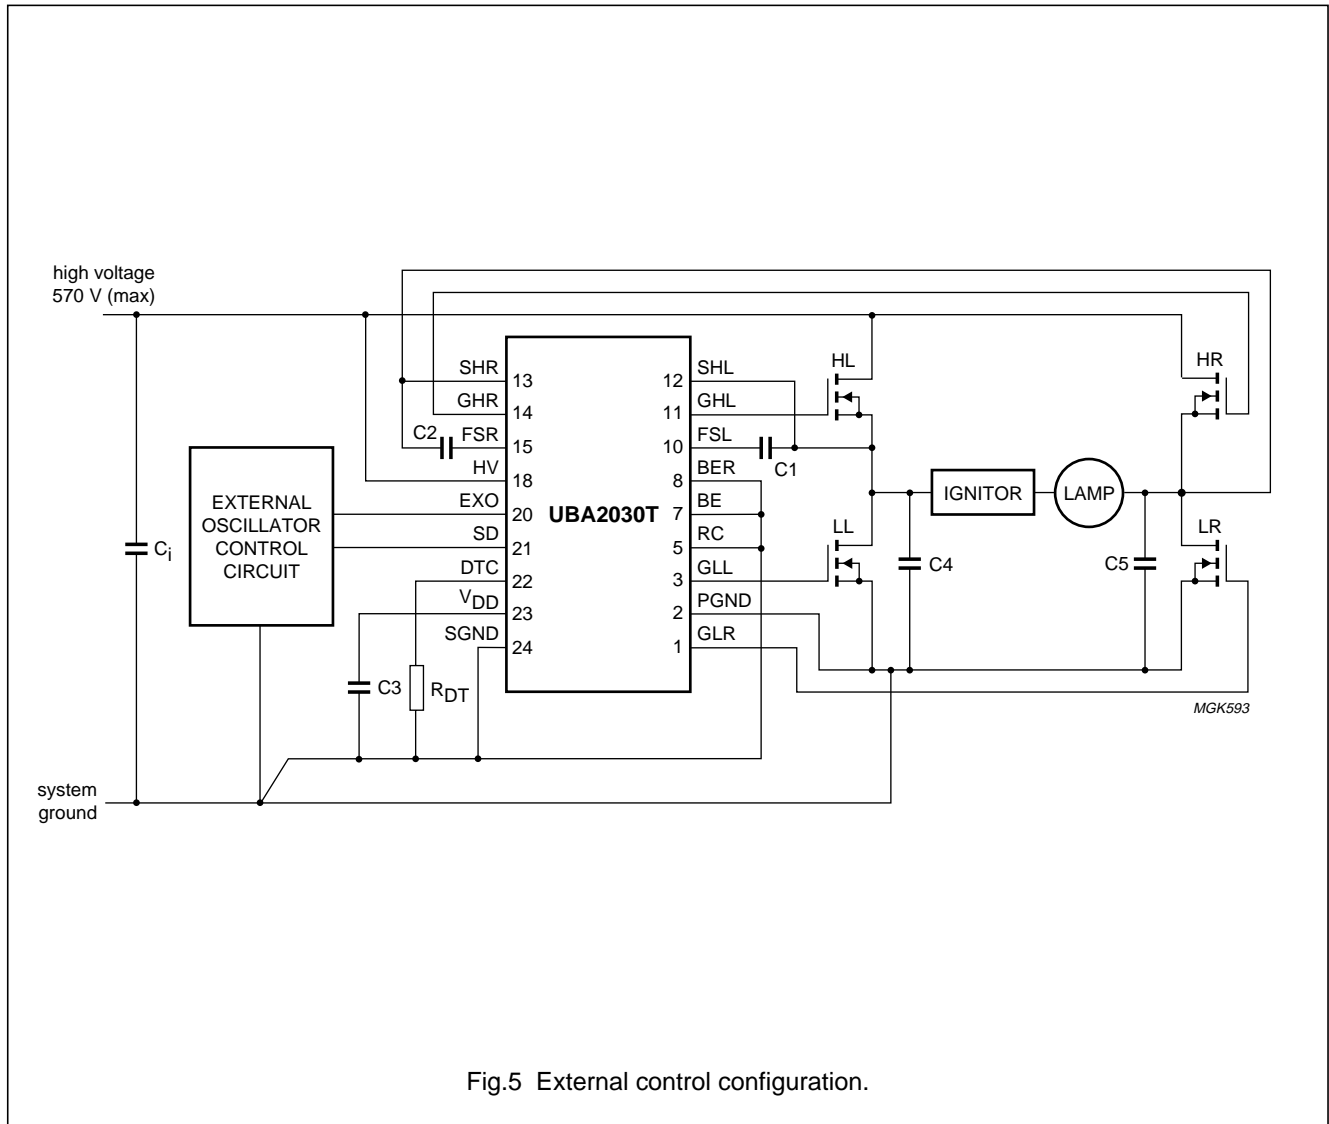 high voltage
570 V (max)
SHR 13
GHR 14
C2 FSR 15
HV 18
EXO 20
SD 21
DTC 22
VDD 23
SGND 24
UBA2030T
12 SHL
11 GHL
10 FSL
C1
8 BER
7 BE
5 RC
3 GLL
2 PGND
1 GLR
HL
HR
IGNITOR
LAMP
LL
LR
C4
C5
EXTERNAL
OSCILLATOR
CONTROL
CIRCUIT
Ci
C3
RDT
MGK593
system
ground
Fig.5 External control configuration.